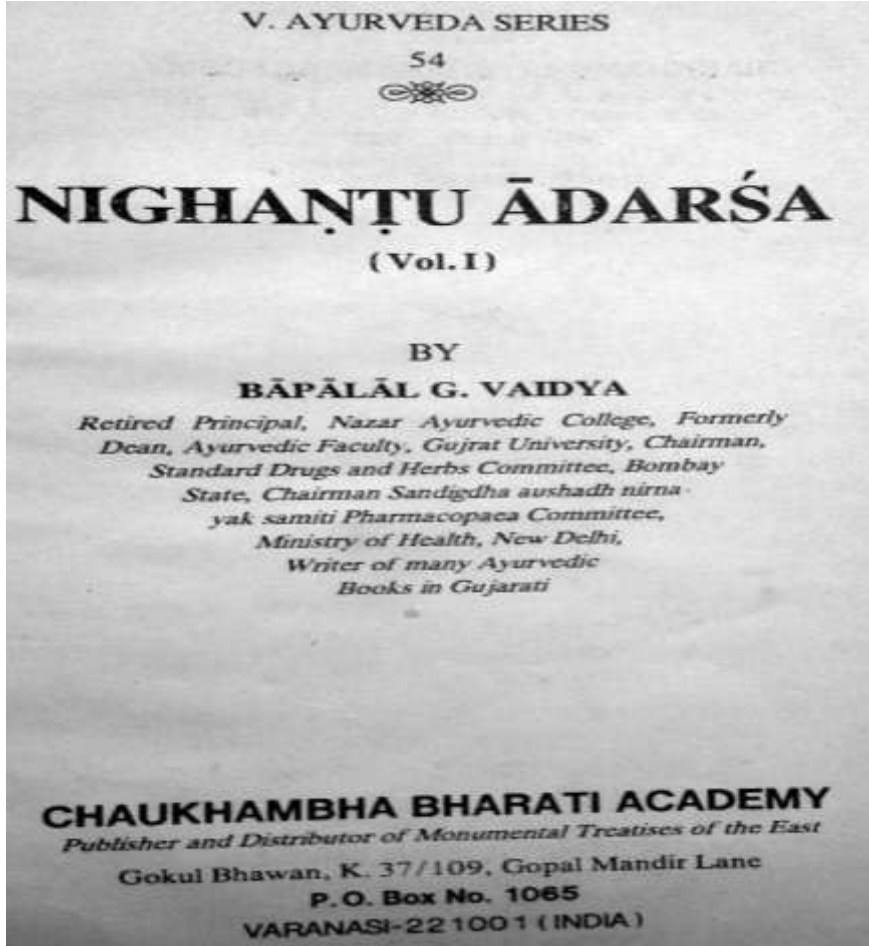 V. AYURVEDA SERIES
54
NIGHAṆṬU ĀDARŚA
(Vol. I)
BY
BĀPĀLĀL G. VAIDYA
Retired Principal, Nazar Ayurvedic College, Formerly
Dean, Ayurvedic Faculty, Gujrat University, Chairman,
Standard Drugs and Herbs Committee, Bombay
State, Chairman Sandigdha aushadh nirna-
yak samiti Pharmacopaea Committee,
Ministry of Health, New Delhi,
Writer of many Ayurvedic
Books in Gujarati
CHAUKHAMBHA BHARATI ACADEMY
Publisher and Distributor of Monumental Treatises of the East
Gokul Bhawan, K. 37/109, Gopal Mandir Lane
P. O. Box No. 1065
VARANASI-221001 (INDIA)